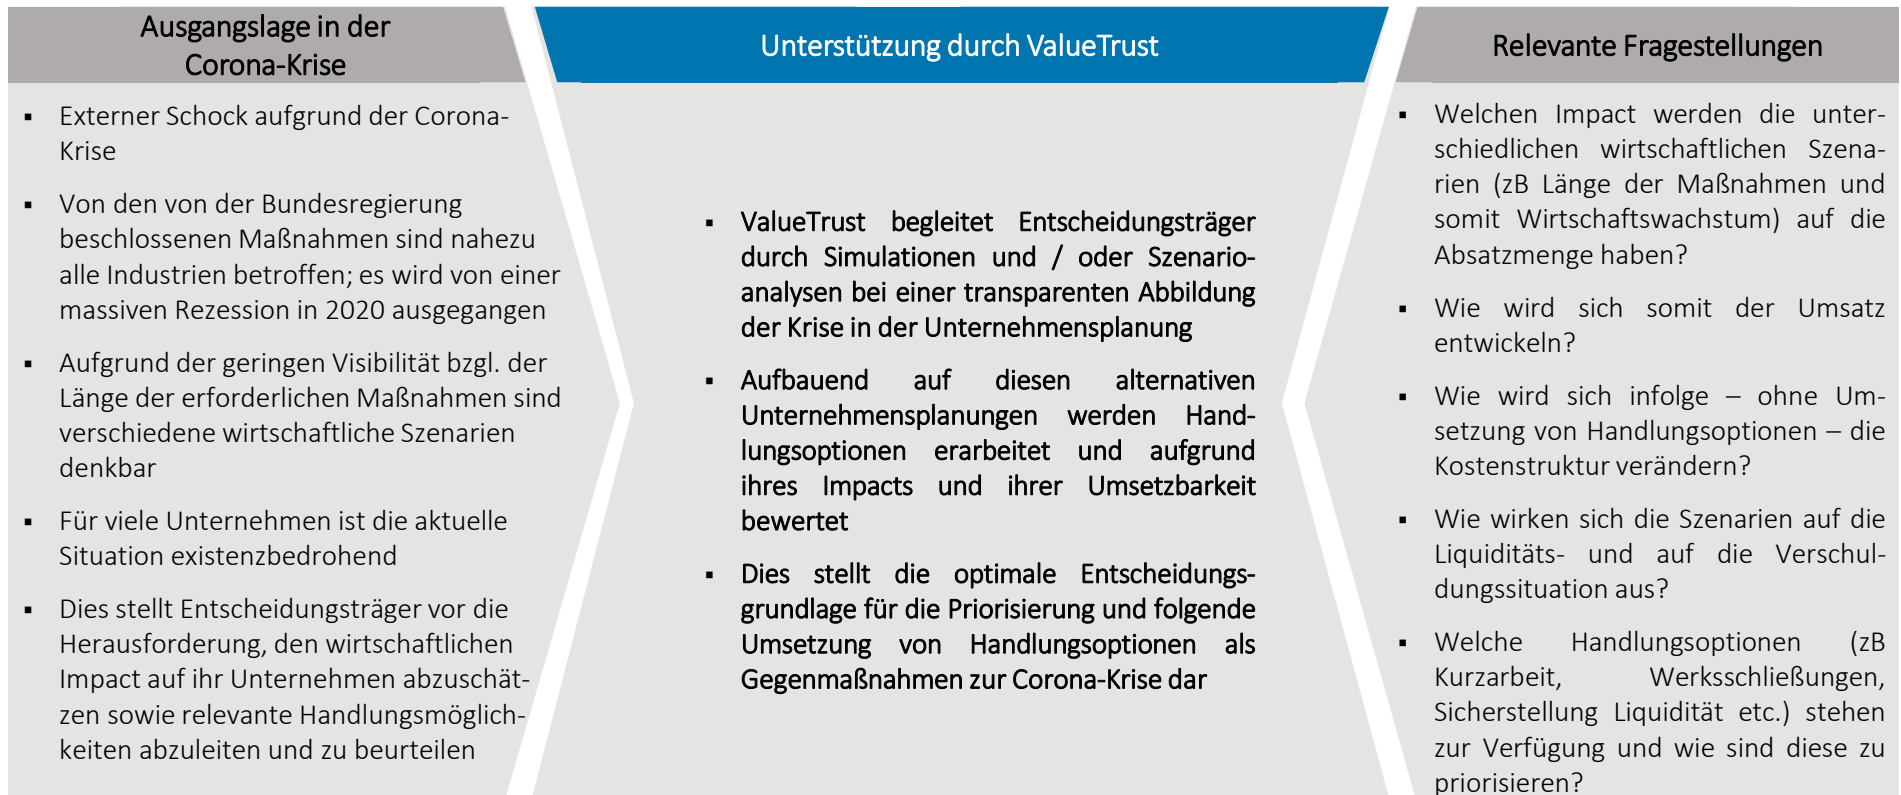 Ausgangslage in der
Corona-Krise
▪ Externer Schock aufgrund der Corona-
Krise
▪ Von den von der Bundesregierung
beschlossenen Maßnahmen sind nahezu
alle Industrien betroffen; es wird von einer
massiven Rezession in 2020 ausgegangen
▪ Aufgrund der geringen Visibilität bzgl. der
Länge der erforderlichen Maßnahmen sind
verschiedene wirtschaftliche Szenarien
denkbar
▪ Für viele Unternehmen ist die aktuelle
Situation existenzbedrohend
▪ Dies stellt Entscheidungsträger vor die
Herausforderung, den wirtschaftlichen
Impact auf ihr Unternehmen abzuschät-
zen sowie relevante Handlungsmöglich-
keiten abzuleiten und zu beurteilen
Unterstützung durch ValueTrust
▪ ValueTrust begleitet Entscheidungsträger
durch Simulationen und / oder Szenario-
analysen bei einer transparenten Abbildung
der Krise in der Unternehmensplanung
▪ Aufbauend auf diesen alternativen
Unternehmensplanungen werden Hand-
lungsoptionen erarbeitet und aufgrund
ihres Impacts und ihrer Umsetzbarkeit
bewertet
▪ Dies stellt die optimale Entscheidungs-
grundlage für die Priorisierung und folgende
Umsetzung von Handlungsoptionen als
Gegenmaßnahmen zur Corona-Krise dar
Relevante Fragestellungen
▪ Welchen Impact werden die unter-
schiedlichen wirtschaftlichen Szena-
rien (zB Länge der Maßnahmen und
somit Wirtschaftswachstum) auf die
Absatzmenge haben?
▪ Wie wird sich somit der Umsatz
entwickeln?
▪ Wie wird sich infolge – ohne Um-
setzung von Handlungsoptionen – die
Kostenstruktur verändern?
▪ Wie wirken sich die Szenarien auf die
Liquiditäts- und auf die Verschul-
dungssituation aus?
▪ Welche Handlungsoptionen (zB
Kurzarbeit, Werksschließungen,
Sicherstellung Liquidität etc.) stehen
zur Verfügung und wie sind diese zu
priorisieren?